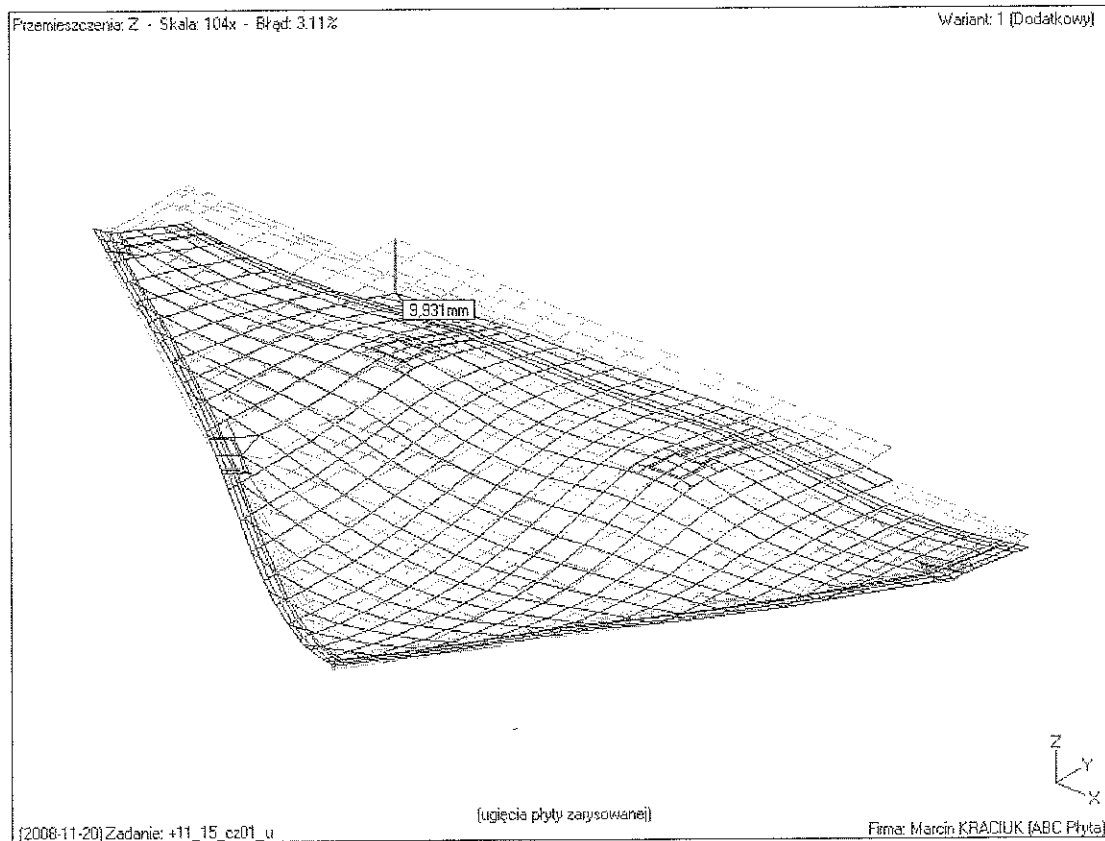 Przemieszczenia: Z - Skala: 104x - Błąd: 3.11%
Wariant: 1 (Dodatkowy)
9.931mm
Z
Y
X
(ugięcia płyty zarysowanej)
(2008-11-20) Zadanie: +11_15_cz01_u
Firma: Marcin KRACIUK (ABC Płyta)